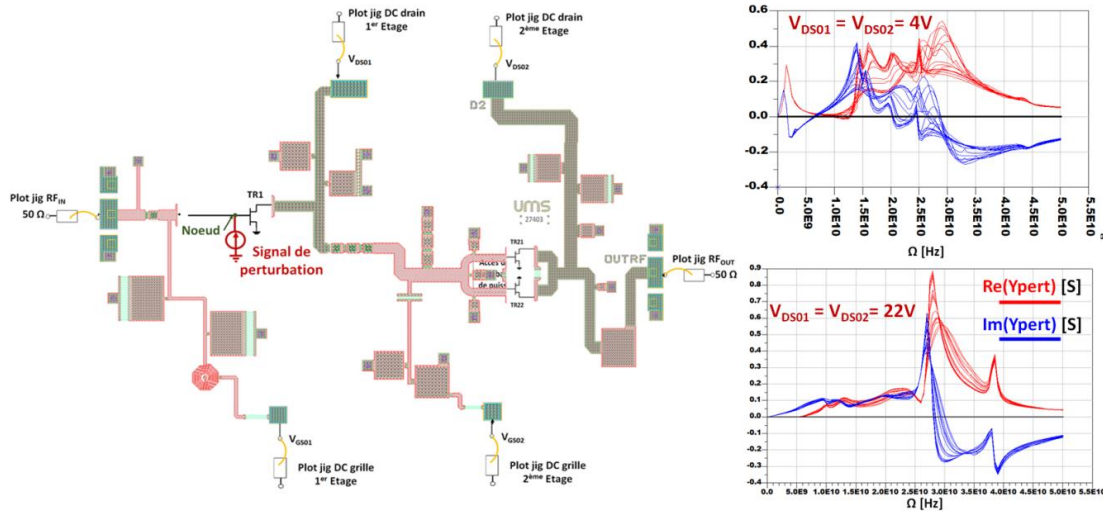 Plot jig DC drain
1er Etage
VDS01
Plot jig DC drain
2ème Etage
VDS02
D2
Plot jig RFIN
50 Ω
TR1
Noeud
Signal de
perturbation
UMS
27403
TR21
TR22
de puiss
OUTRF
Plot jig RFOUT
50 Ω
VGS01
Plot jig DC grille
1er Etage
VGS02
Plot jig DC grille
2ème Etage
VDS01 = VDS02= 4V
0.6
0.4
0.2
0.0
-0.2
-0.4
0.0
5.0E9
1.0E10
1.5E10
2.0E10
2.5E10
3.0E10
3.5E10
4.0E10
4.5E10
5.0E10
5.5E10
Ω [Hz]
VDS01 = VDS02= 22V
Re(Ypert) [S]
Im(Ypert) [S]
0.9
0.8
0.7
0.6
0.5
0.4
0.3
0.2
0.1
0
-0.1
-0.2
-0.3
-0.4
0.0
5.0E9
1.0E10
1.5E10
2.0E10
2.5E10
3.0E10
3.5E10
4.0E10
4.5E10
5.0E10
5.5E10
Ω [Hz]